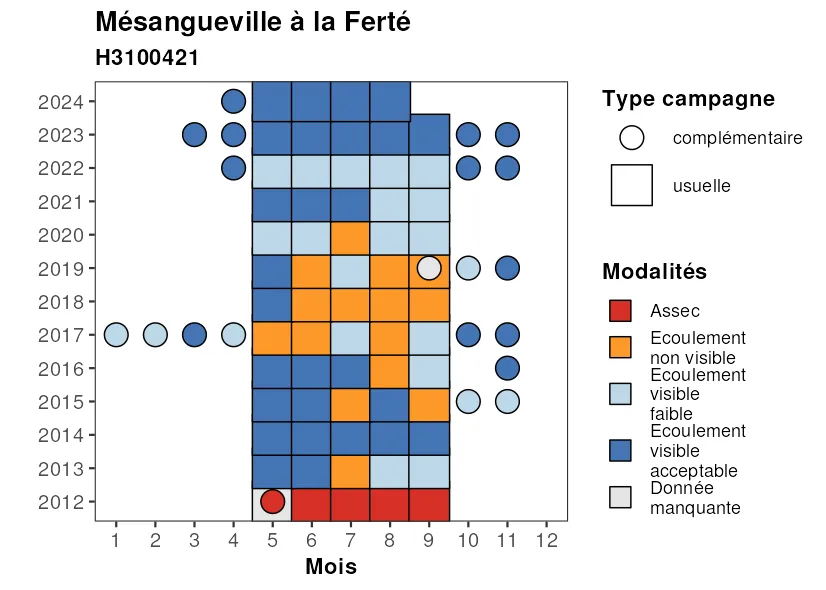 Mésangueville à la Ferté
H3100421
2024
2023
2022
2021
2020
2019
2018
2017
2016
2015
2014
2013
2012
1 2 3 4 5 6 7 8 9 10 11 12
Mois
Type campagne
complémentaire
usuelle
Modalités
Assec
Ecoulement
non visible
Ecoulement
visible
faible
Ecoulement
visible
acceptable
Donnée
manquante